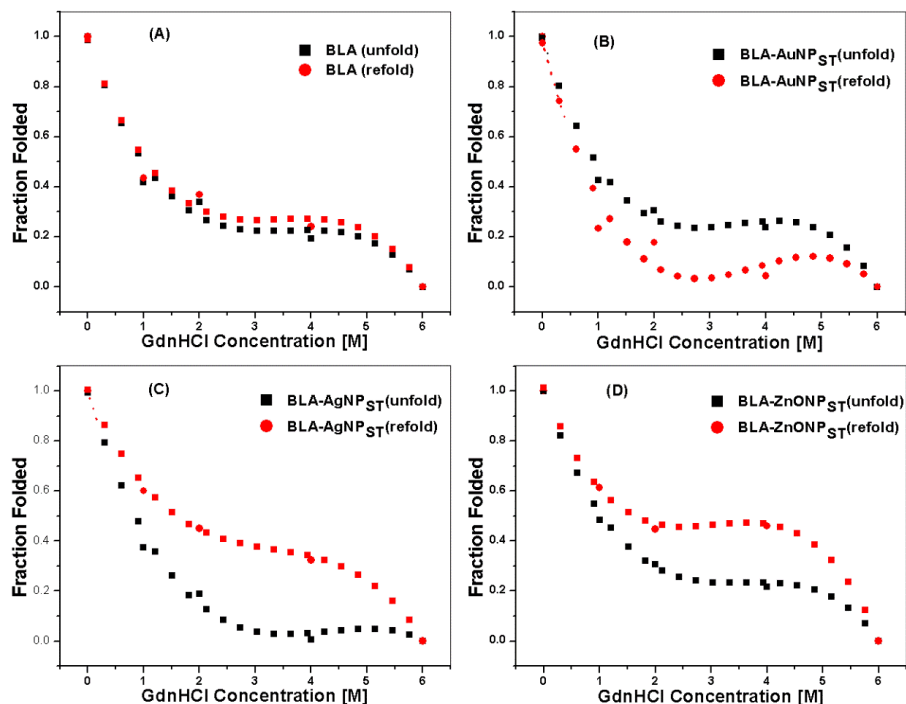 (A)
BLA (unfold)
BLA (refold)
Fraction Folded
1.0
0.8
0.6
0.4
0.2
0.0
0 1 2 3 4 5 6
GdnHCl Concentration [M]
(B)
BLA-AuNPST(unfold)
BLA-AuNPST(refold)
Fraction Folded
1.0
0.8
0.6
0.4
0.2
0.0
0 1 2 3 4 5 6
GdnHCl Concentration [M]
(C)
BLA-AgNPST(unfold)
BLA-AgNPST(refold)
Fraction Folded
1.0
0.8
0.6
0.4
0.2
0.0
0 1 2 3 4 5 6
GdnHCl Concentration [M]
(D)
BLA-ZnONPST(unfold)
BLA-ZnONPST(refold)
Fraction Folded
1.0
0.8
0.6
0.4
0.2
0.0
0 1 2 3 4 5 6
GdnHCl Concentration [M]